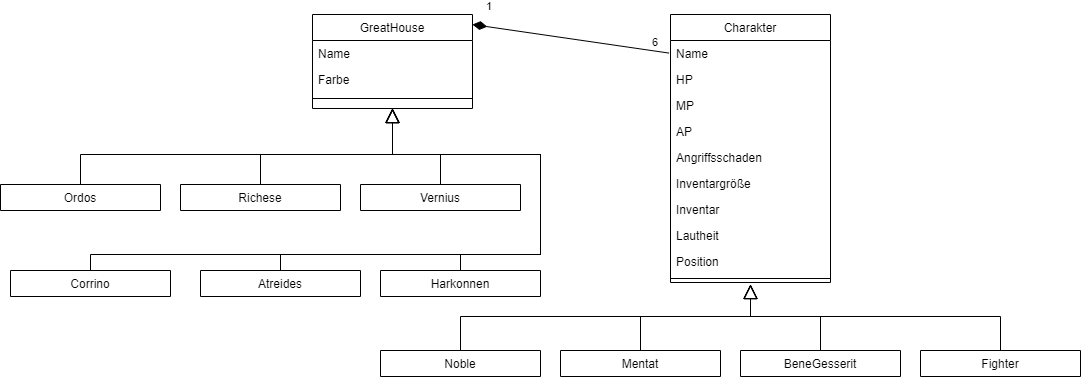 1
GreatHouse
Name
Farbe
6
Charakter
Name
HP
MP
AP
Angriffsschaden
Inventargröße
Inventar
Lautheit
Position
Ordos
Richese
Vernius
Corrino
Atreides
Harkonnen
Noble
Mentat
BeneGesserit
Fighter